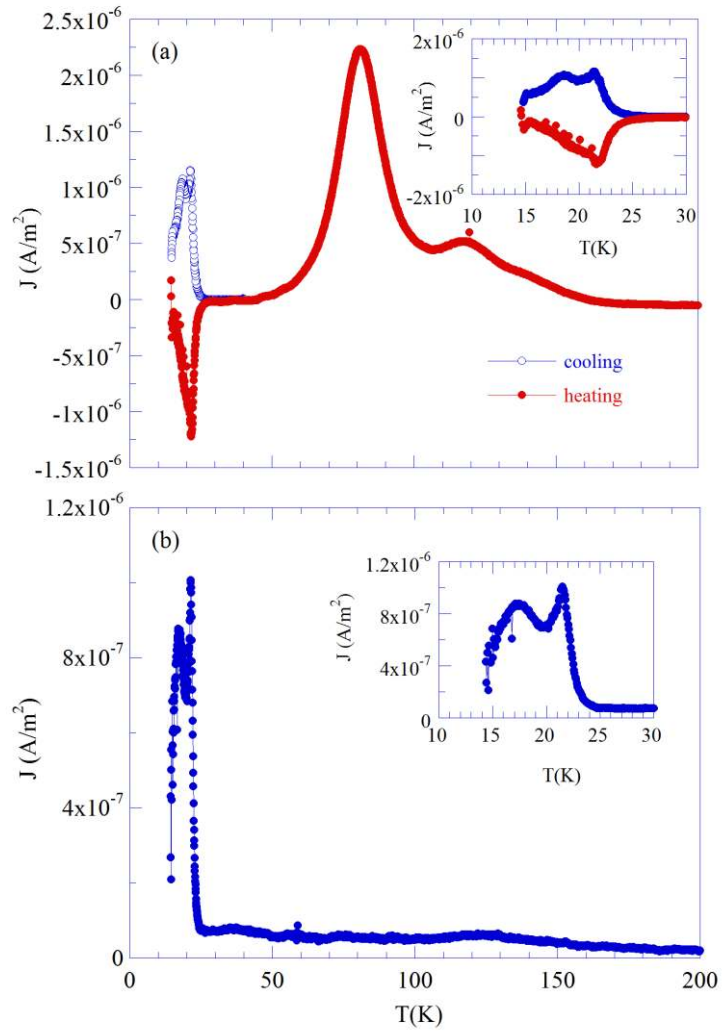 2.5x10⁻⁶
(a)
2x10⁻⁶
2x10⁻⁶
J (A/m²)
0
1.5x10⁻⁶
-2x10⁻⁶
10 15 20 25 30
1x10⁻⁶
T(K)
J (A/m²)
5x10⁻⁷
0
cooling
-5x10⁻⁷
heating
-1x10⁻⁶
-1.5x10⁻⁶
1.2x10⁻⁶
(b)
1.2x10⁻⁶
8x10⁻⁷
J (A/m²)
4x10⁻⁷
0
10 15 20 25 30
T(K)
8x10⁻⁷
J (A/m²)
4x10⁻⁷
0
0 50 100 150 200
T(K)